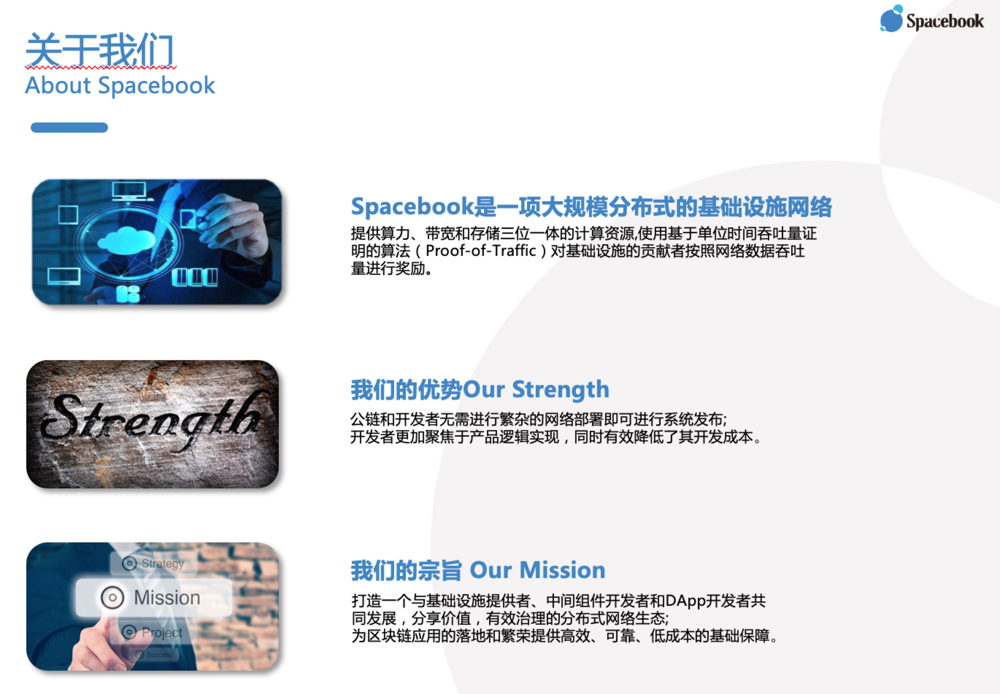 Spacebook
关于我们
About Spacebook
Spacebook是一项大规模分布式的基础设施网络
提供算力、带宽和存储三位一体的计算资源,使用基于单位时间吞吐量证
明的算法（Proof-of-Traffic）对基础设施的贡献者按照网络数据吞吐
量进行奖励。
Strength
我们的优势Our Strength
公链和开发者无需进行繁杂的网络部署即可进行系统发布;
开发者更加聚焦于产品逻辑实现，同时有效降低了其开发成本。
Vision
Strategy
Mission
Project
Success
我们的宗旨 Our Mission
打造一个与基础设施提供者、中间组件开发者和DApp开发者共
同发展，分享价值，有效治理的分布式网络生态;
为区块链应用的落地和繁荣提供高效、可靠、低成本的基础保障。